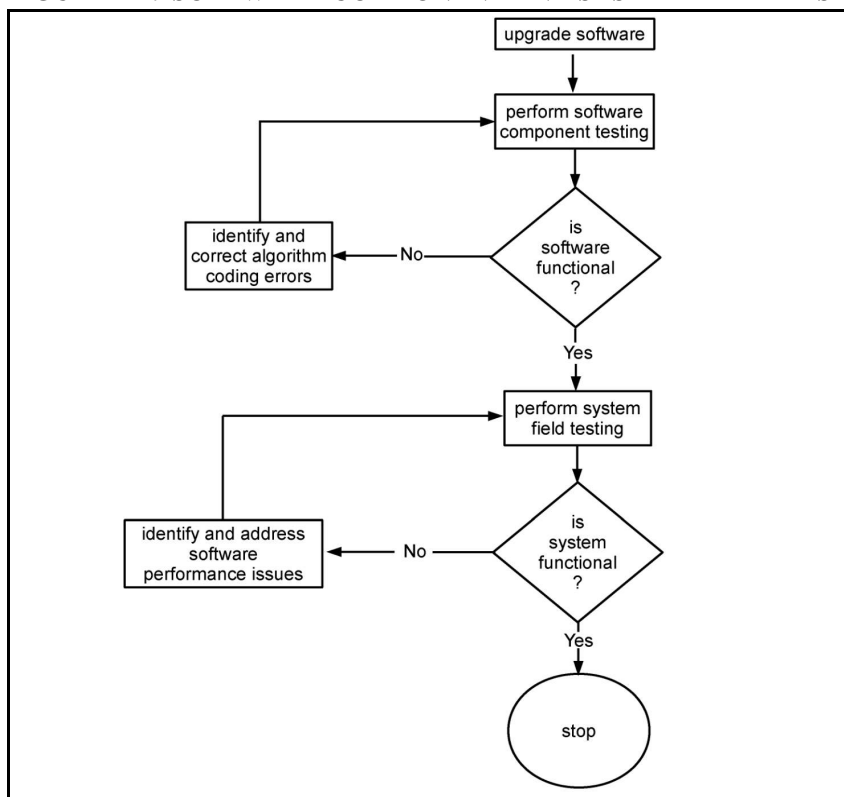 upgrade software
perform software
component testing
is
software
functional
?
No
identify and
correct algorithm
coding errors
Yes
perform system
field testing
is
system
functional
?
No
identify and address
software
performance issues
Yes
stop